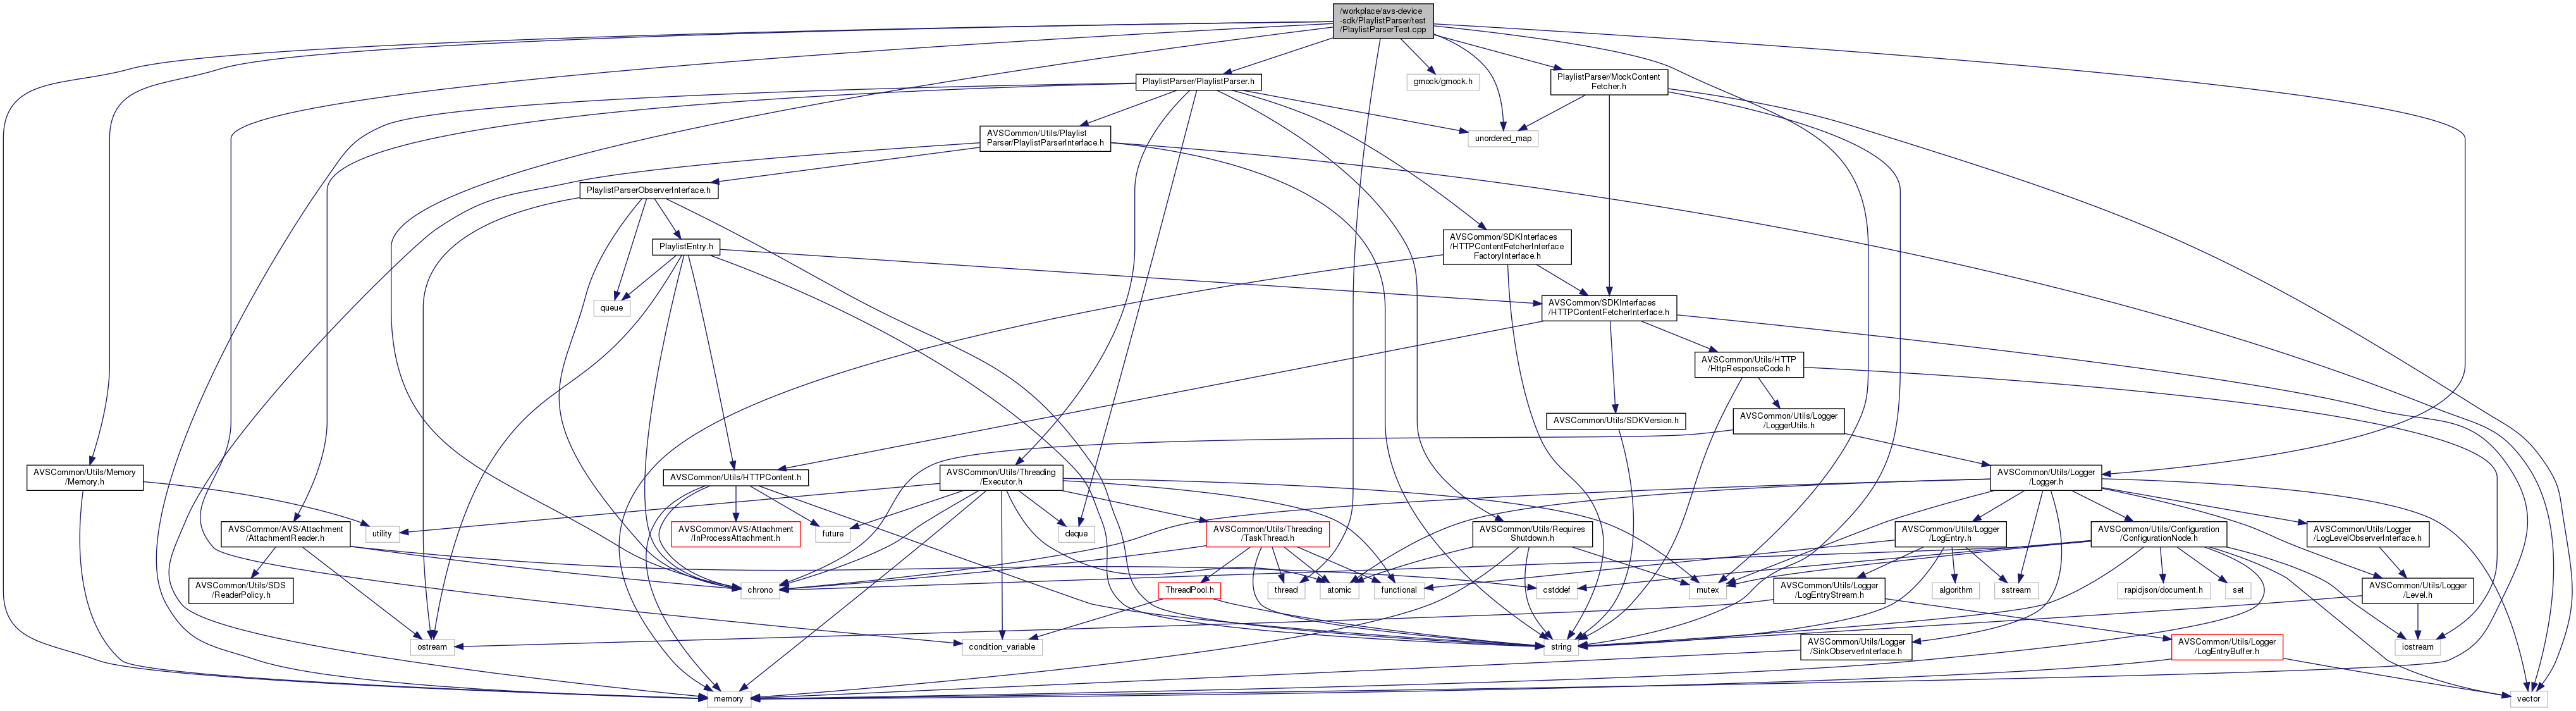 /workplace/avs-device
-sdk/PlaylistParser/test
/PlaylistParserTest.cpp
PlaylistParser/PlaylistParser.h
gmock/gmock.h
PlaylistParser/MockContent
Fetcher.h
AVSCommon/Utils/Playlist
Parser/PlaylistParserInterface.h
unordered_map
PlaylistParserObserverInterface.h
PlaylistEntry.h
AVSCommon/SDKInterfaces
/HTTPContentFetcherInterface
FactoryInterface.h
queue
AVSCommon/SDKInterfaces
/HTTPContentFetcherInterface.h
AVSCommon/Utils/HTTP
/HttpResponseCode.h
AVSCommon/Utils/SDKVersion.h
AVSCommon/Utils/Logger
/LoggerUtils.h
AVSCommon/Utils/Memory
/Memory.h
AVSCommon/Utils/HTTPContent.h
AVSCommon/Utils/Threading
/Executor.h
AVSCommon/Utils/Logger
/Logger.h
AVSCommon/AVS/Attachment
/AttachmentReader.h
utility
AVSCommon/AVS/Attachment
/InProcessAttachment.h
future
deque
AVSCommon/Utils/Threading
/TaskThread.h
AVSCommon/Utils/Requires
Shutdown.h
AVSCommon/Utils/Logger
/LogEntry.h
AVSCommon/Utils/Configuration
/ConfigurationNode.h
AVSCommon/Utils/Logger
/LogLevelObserverInterface.h
AVSCommon/Utils/SDS
/ReaderPolicy.h
chrono
ThreadPool.h
thread
atomic
functional
cstddef
mutex
AVSCommon/Utils/Logger
/LogEntryStream.h
algorithm
sstream
rapidjson/document.h
set
AVSCommon/Utils/Logger
/Level.h
ostream
condition_variable
string
AVSCommon/Utils/Logger
/SinkObserverInterface.h
AVSCommon/Utils/Logger
/LogEntryBuffer.h
iostream
memory
vector